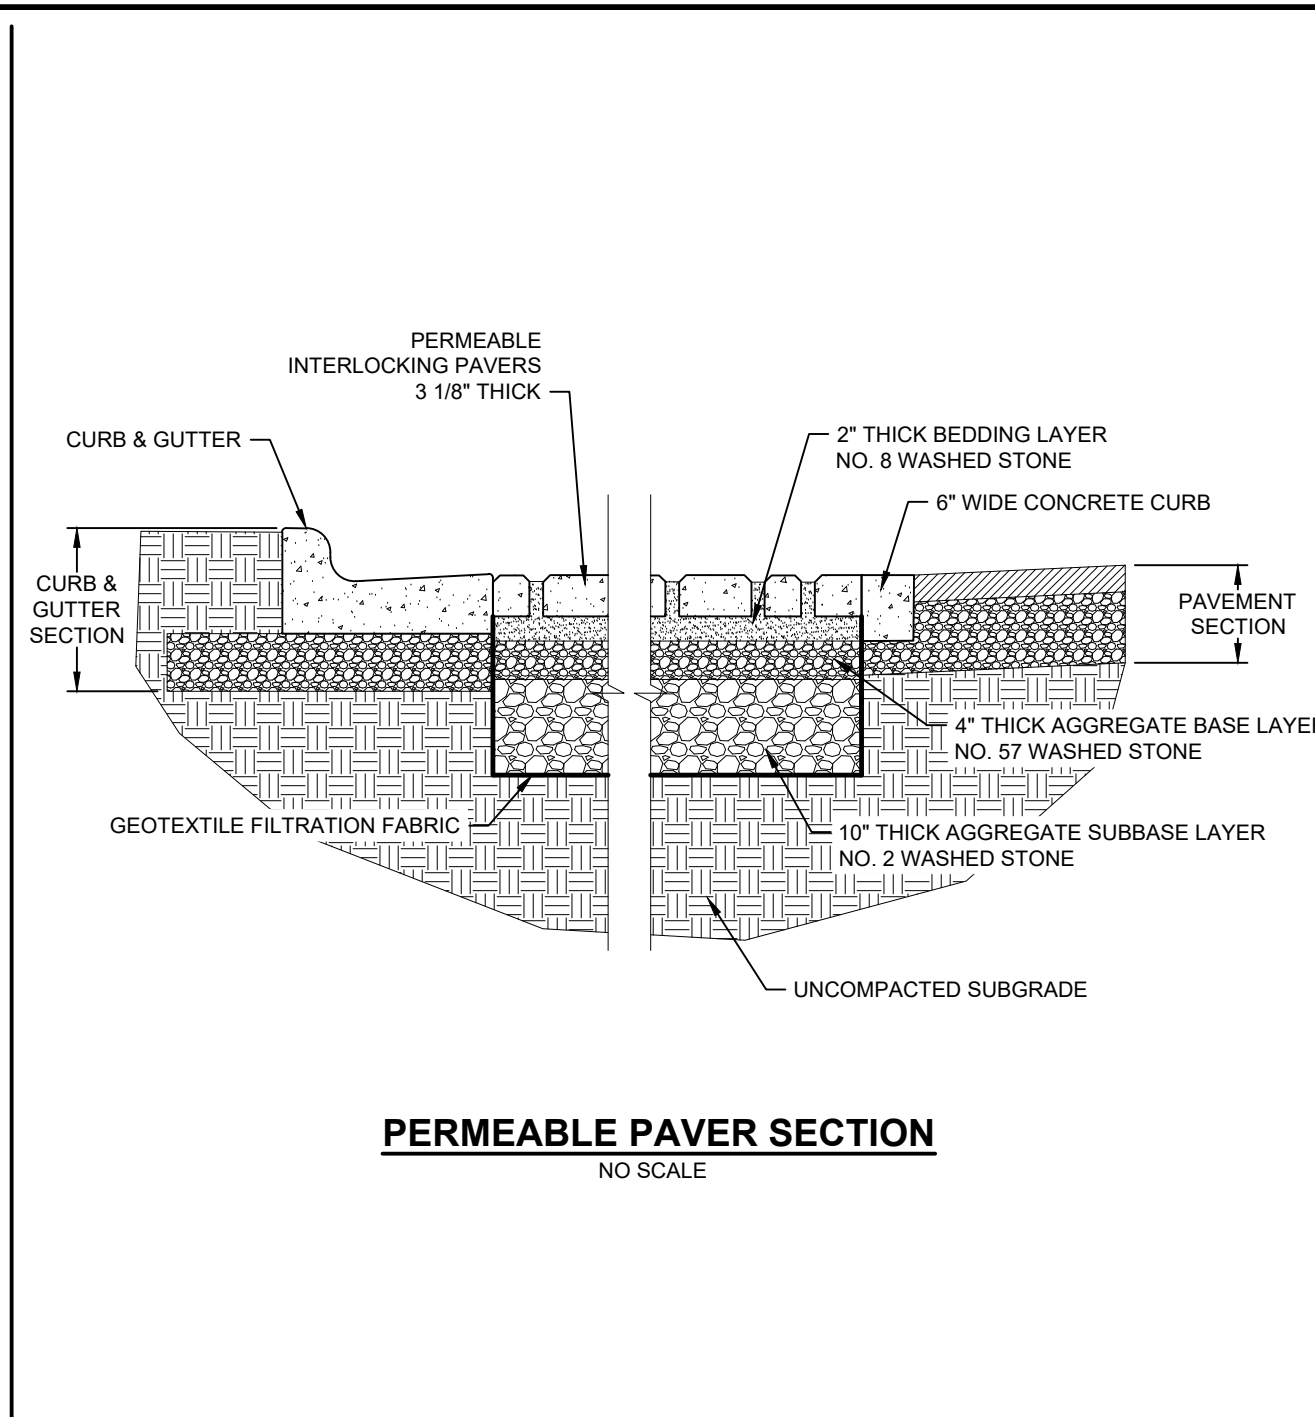 PERMEABLE
INTERLOCKING PAVERS
3 1/8" THICK
CURB & GUTTER
2" THICK BEDDING LAYER
NO. 8 WASHED STONE
6" WIDE CONCRETE CURB
CURB &
GUTTER
SECTION
PAVEMENT
SECTION
4" THICK AGGREGATE BASE LAYER
NO. 57 WASHED STONE
GEOTEXTILE FILTRATION FABRIC
10" THICK AGGREGATE SUBBASE LAYER
NO. 2 WASHED STONE
UNCOMPACTED SUBGRADE
PERMEABLE PAVER SECTION
NO SCALE